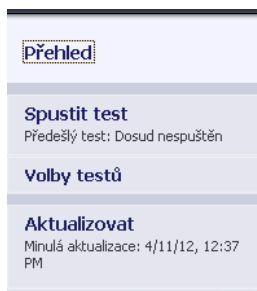 Přehled
Spustit test
Předešlý test: Dosud nespuštěn
Volby testů
Aktualizovat
Minulá aktualizace: 4/11/12, 12:37
PM